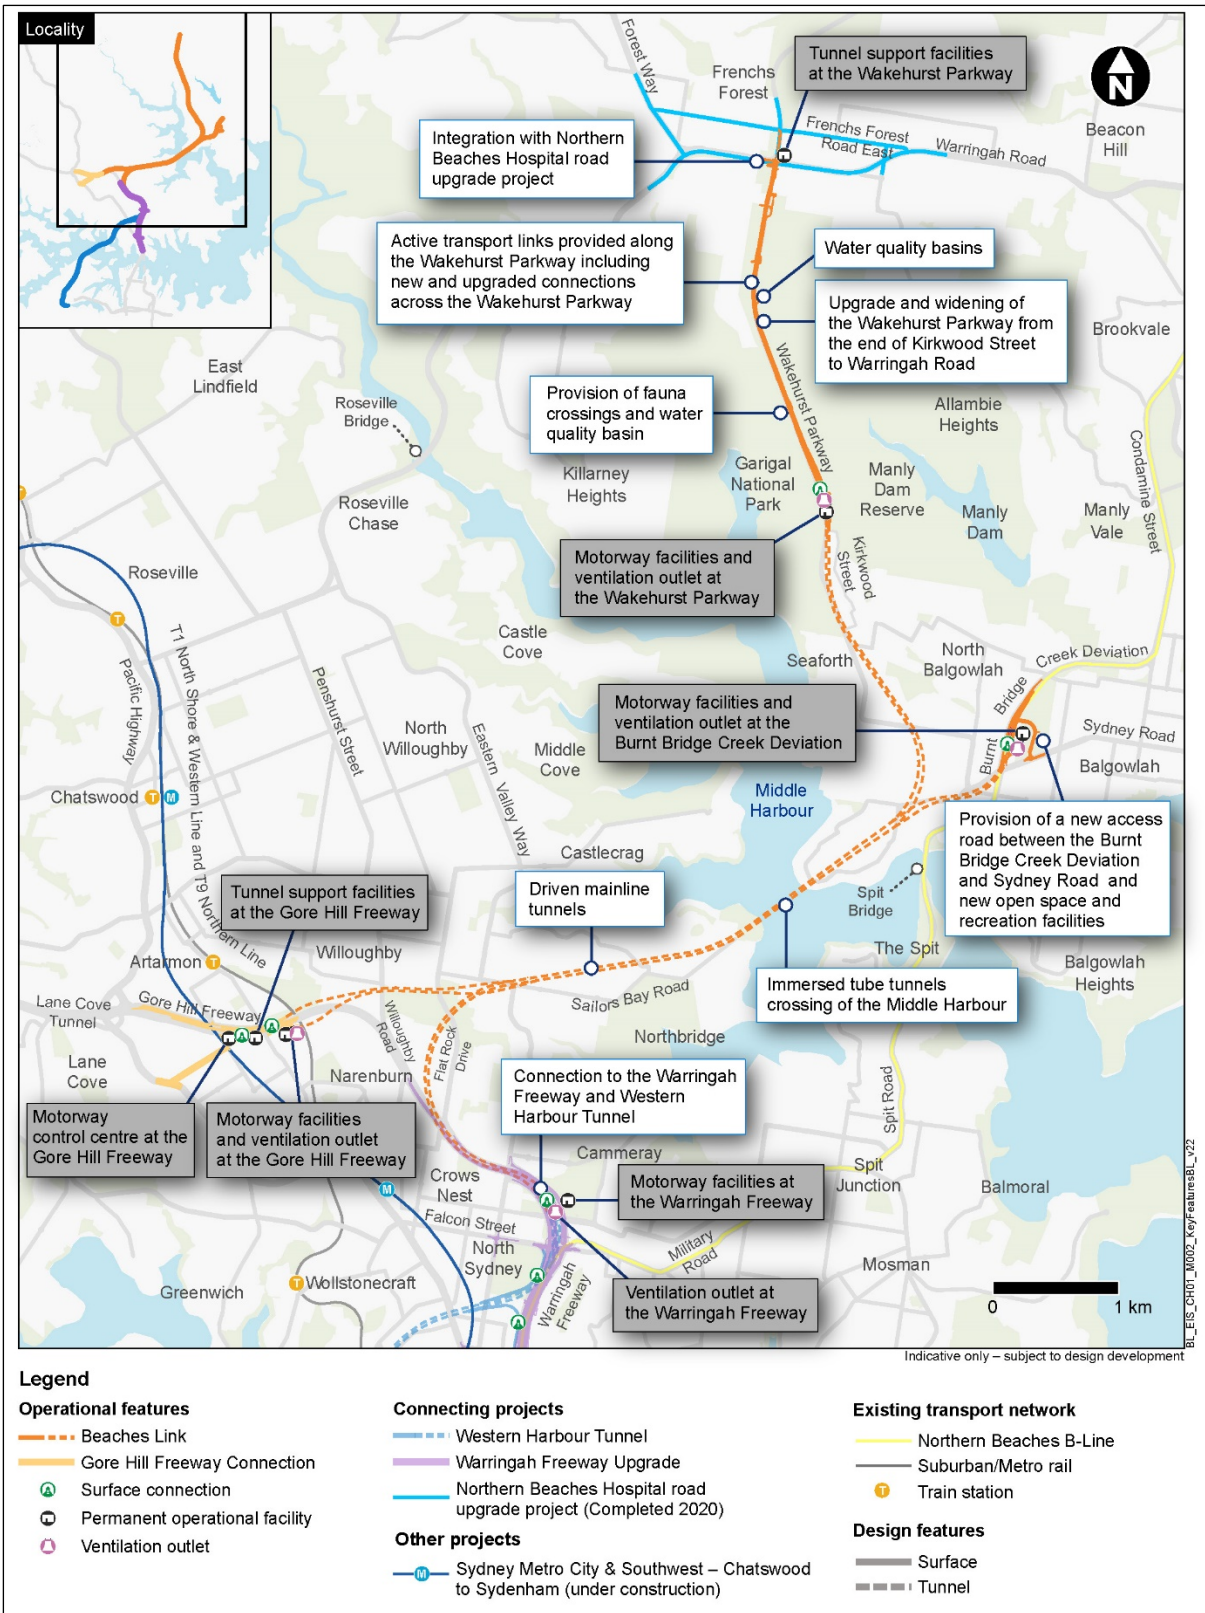 Locality
N
Forest Way
Frenchs
Forest
Tunnel support facilities
at the Wakehurst Parkway
Frenchs Forest
Road East
Warringah Road
Beacon
Hill
Integration with Northern
Beaches Hospital road
upgrade project
Active transport links provided along
the Wakehurst Parkway including
new and upgraded connections
across the Wakehurst Parkway
Water quality basins
Upgrade and widening of
the Wakehurst Parkway from
the end of Kirkwood Street
to Warringah Road
Brookvale
East
Lindfield
Roseville
Bridge
Provision of fauna
crossings and water
quality basin
Wakehurst Parkway
Allambie
Heights
Condamine Street
Killarney
Heights
Garigal
National
Park
Manly
Dam
Reserve
Manly
Dam
Manly
Vale
Roseville
Chase
Motorway facilities and
ventilation outlet at
the Wakehurst Parkway
Kirkwood
Street
Roseville
T
T1 North Shore & Western Line and T9 Northern Line
Pacific Highway
Penshurst Street
Castle
Cove
Seaforth
North
Balgowlah
Burnt Bridge Creek Deviation
Motorway facilities and
ventilation outlet at the
Burnt Bridge Creek Deviation
Sydney Road
Balgowlah
North
Willoughby
Eastern Valley Way
Middle
Cove
Middle
Harbour
Chatswood
T
M
Castlecrag
Provision of a new access
road between the Burnt
Bridge Creek Deviation
and Sydney Road and
new open space and
recreation facilities
Tunnel support facilities
at the Gore Hill Freeway
Driven mainline
tunnels
Spit
Bridge
The Spit
Willoughby
Artarmon
T
Balgowlah
Heights
Lane Cove
Tunnel
Gore Hill Freeway
Willoughby
Road
Flat Rock
Drive
Sailors Bay Road
Immersed tube tunnels
crossing of the Middle Harbour
Northbridge
Lane
Cove
Narenburn
Connection to the Warringah
Freeway and Western
Harbour Tunnel
Spit Road
Motorway
control centre at the
Gore Hill Freeway
Motorway facilities
and ventilation outlet
at the Gore Hill Freeway
M
Crows
Nest
Cammeray
Motorway facilities at
the Warringah Freeway
Spit
Junction
Balmoral
Falcon Street
North
Sydney
Military
Road
Mosman
Greenwich
T
Wollstonecraft
Warringah
Freeway
Ventilation outlet at
the Warringah Freeway
0
1 km
BL_EIS_CH01_M002_KeyFeaturesBL_v22
Indicative only – subject to design development
Legend
Operational features
Beaches Link
Gore Hill Freeway Connection
Surface connection
Permanent operational facility
Ventilation outlet
Connecting projects
Western Harbour Tunnel
Warringah Freeway Upgrade
Northern Beaches Hospital road
upgrade project (Completed 2020)
Other projects
M
Sydney Metro City & Southwest – Chatswood
to Sydenham (under construction)
Existing transport network
Northern Beaches B-Line
Suburban/Metro rail
T
Train station
Design features
Surface
Tunnel